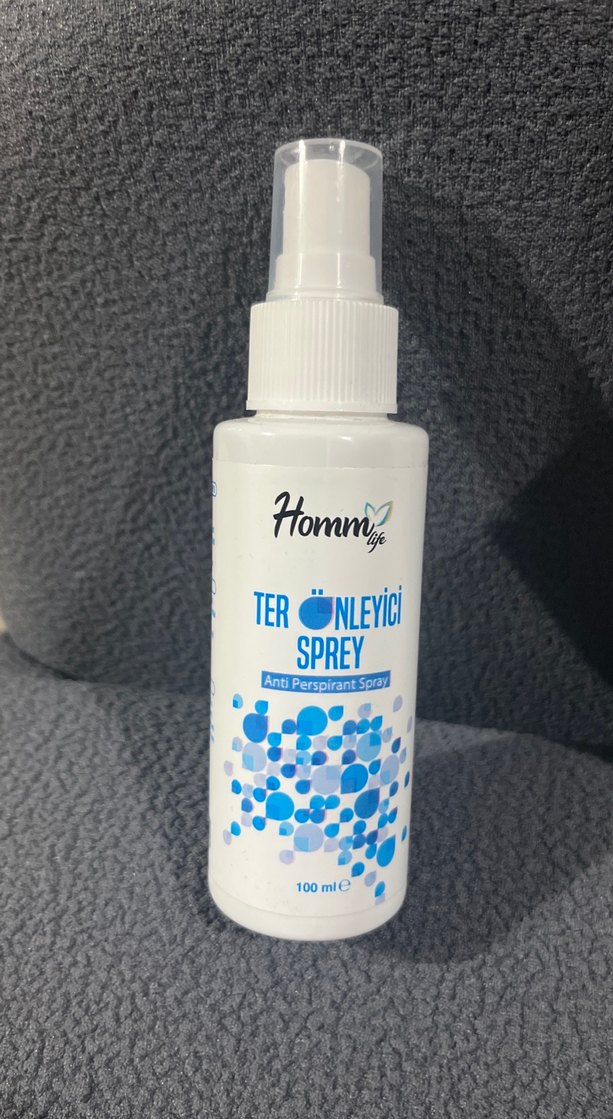 Homm
life
TER ÖNLEYİCİ
SPREY
Anti Perspirant Spray
100 ml ℮